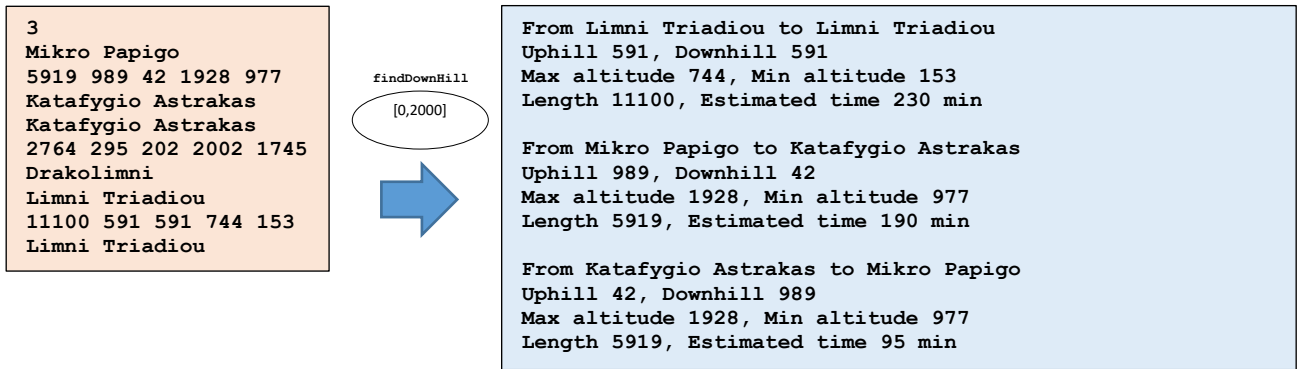 3
Mikro Papigo
5919 989 42 1928 977
Katafygio Astrakas
Katafygio Astrakas
2764 295 202 2002 1745
Drakolimni
Limni Triadiou
11100 591 591 744 153
Limni Triadiou
findDownHill
[0,2000]
From Limni Triadiou to Limni Triadiou
Uphill 591, Downhill 591
Max altitude 744, Min altitude 153
Length 11100, Estimated time 230 min
From Mikro Papigo to Katafygio Astrakas
Uphill 989, Downhill 42
Max altitude 1928, Min altitude 977
Length 5919, Estimated time 190 min
From Katafygio Astrakas to Mikro Papigo
Uphill 42, Downhill 989
Max altitude 1928, Min altitude 977
Length 5919, Estimated time 95 min